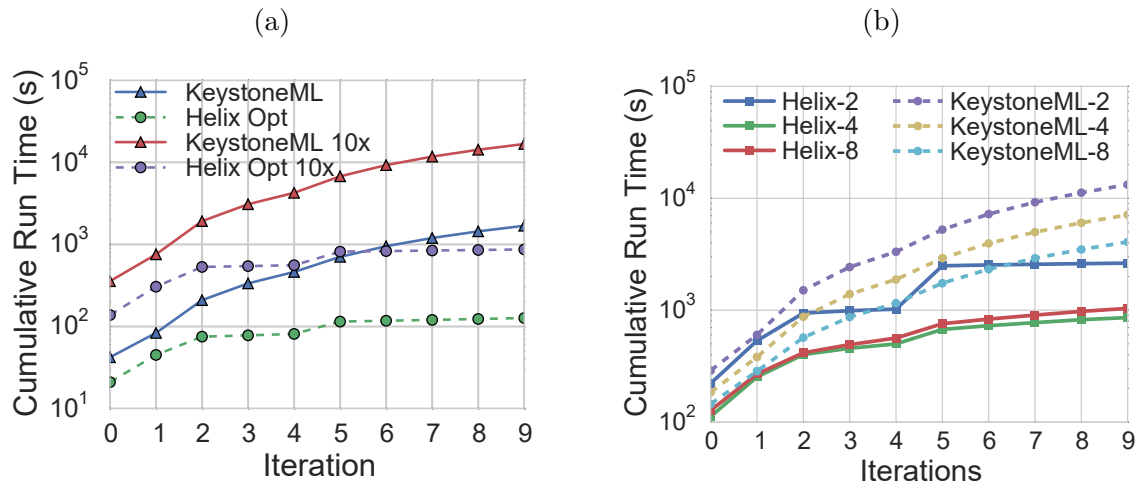 (a)
Cumulative Run Time (s)
10^5
10^4
10^3
10^2
10^1
KeystoneML
Helix Opt
KeystoneML 10x
Helix Opt 10x
0 1 2 3 4 5 6 7 8 9
Iteration
(b)
Cumulative Run Time (s)
10^5
10^4
10^3
10^2
Helix-2 KeystoneML-2
Helix-4 KeystoneML-4
Helix-8 KeystoneML-8
0 1 2 3 4 5 6 7 8 9
Iterations